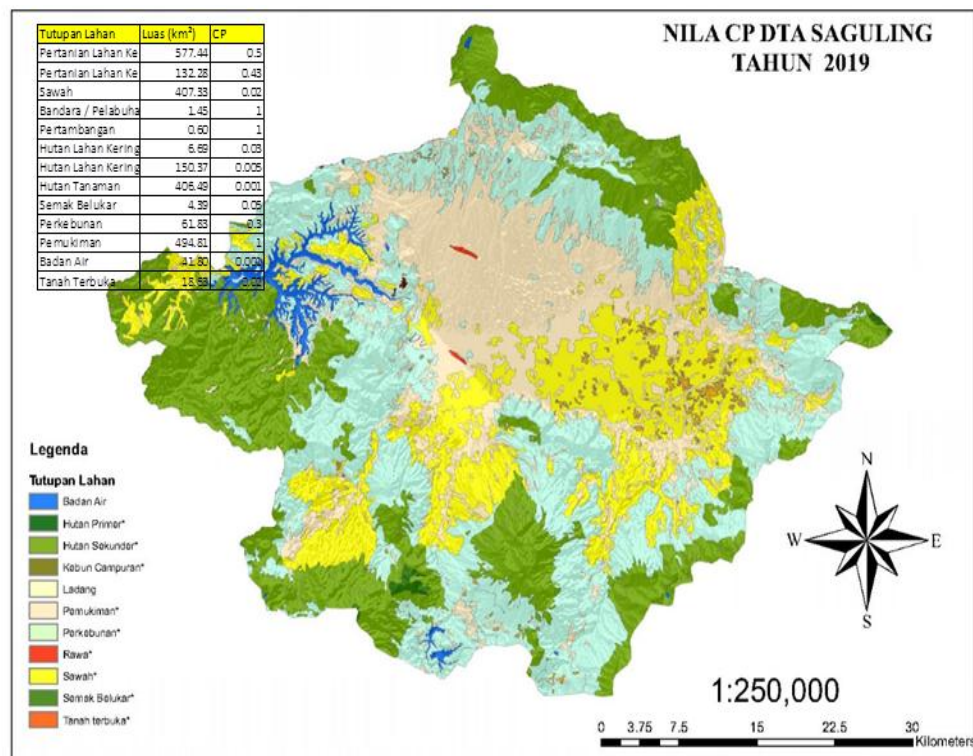 Tutupan Lahan Luas (km²) CP
Pertanian Lahan Ke 577.44 0.5
Pertanian Lahan Ke 132.28 0.43
Sawah 407.33 0.02
Bandara / Pelabuha 1.45 1
Pertambangan 0.60 1
Hutan Lahan Kering 6.69 0.03
Hutan Lahan Kering 150.37 0.005
Hutan Tanaman 406.49 0.001
Semak Belukar 4.39 0.05
Perkebunan 61.83 0.3
Pemukiman 494.81 1
Badan Air 41.80
Tanah Terbuka
NILA CP DTA SAGULING
TAHUN 2019
Legenda
Tutupan Lahan
Badan Air
Hutan Primer*
Hutan Sekunder*
Kebun Campuran*
Ladang
Pemukiman*
Perkebunan*
Rawa*
Sawah*
Semak Belukar*
Tanah terbuka*
N
W E
S
1:250,000
0 3.75 7.5 15 22.5 30
Kilometers